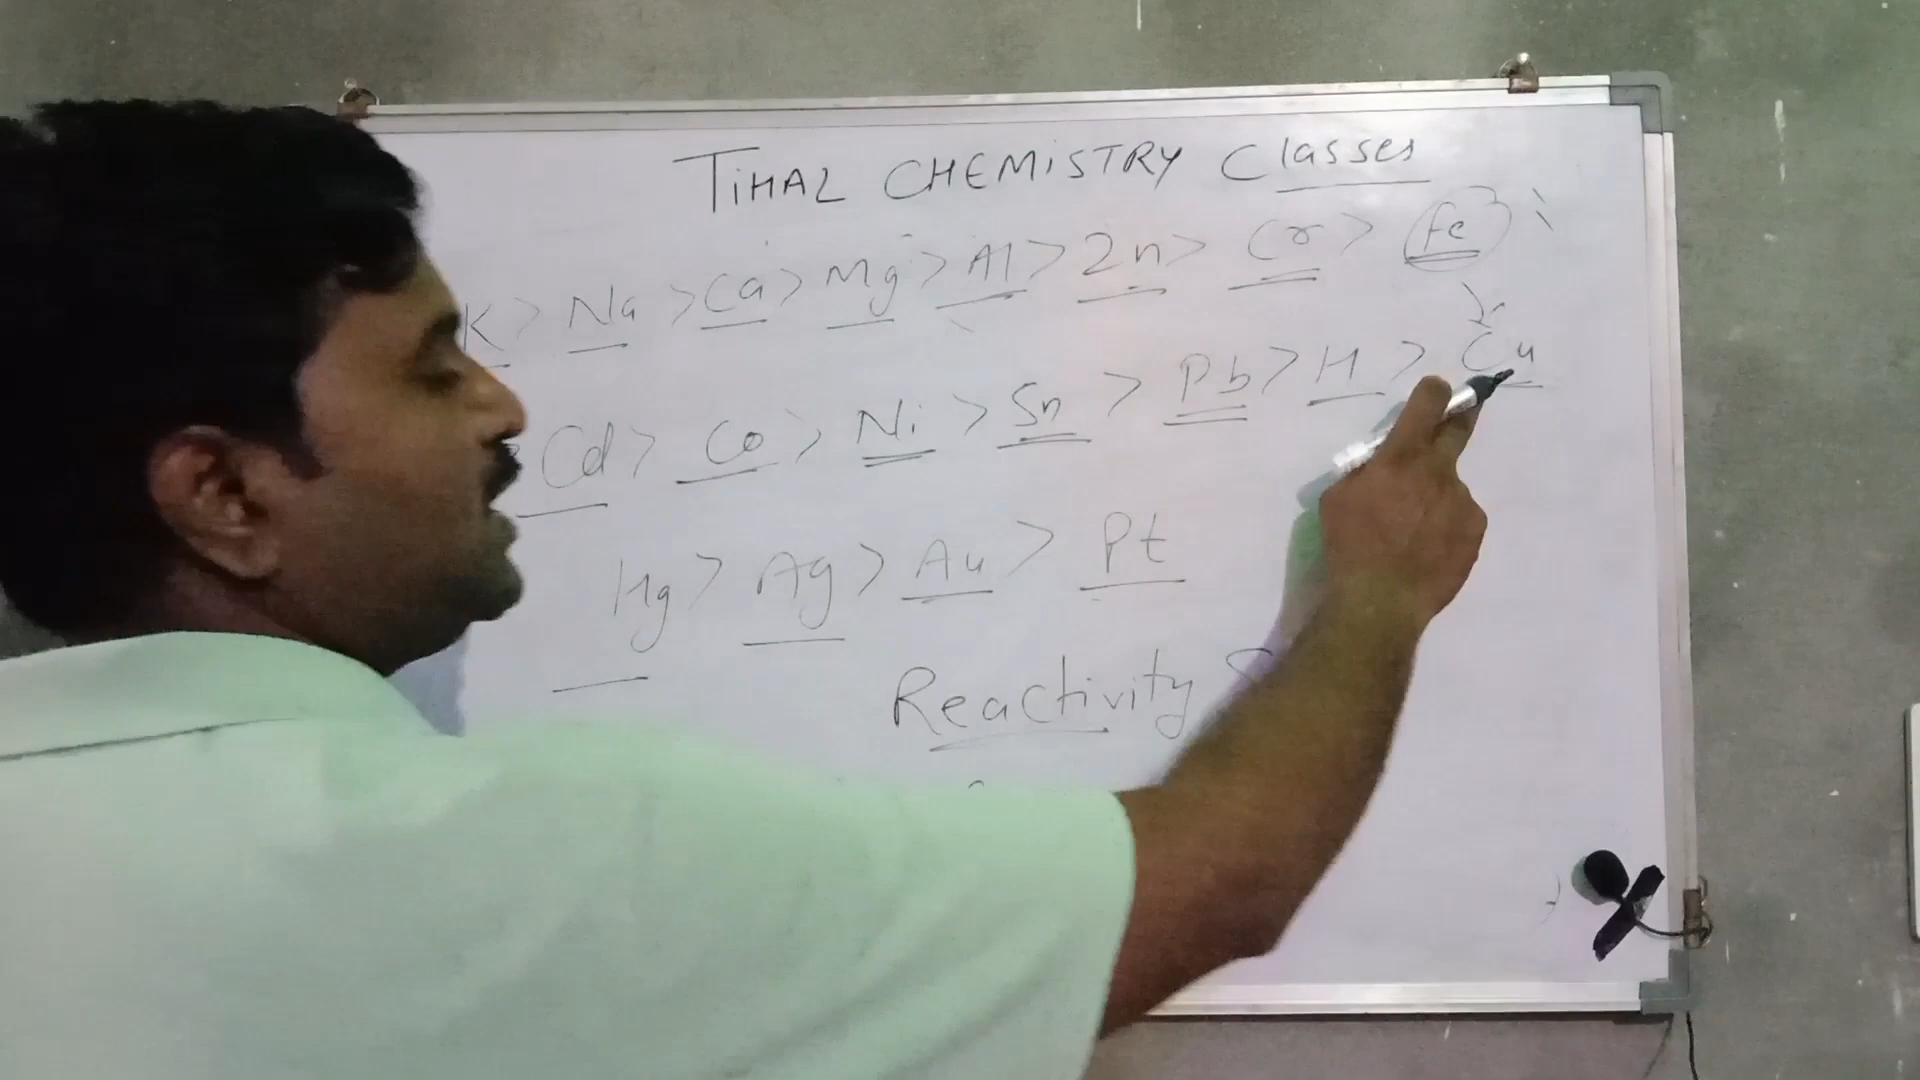 TIHAL CHEMISTRY Classes
K > Na > Ca > Mg > Al > Zn > Cr > Fe >
Cd > Co > Ni > Sn > Pb > H > Cu
Hg > Ag > Au > Pt
Reactivity S